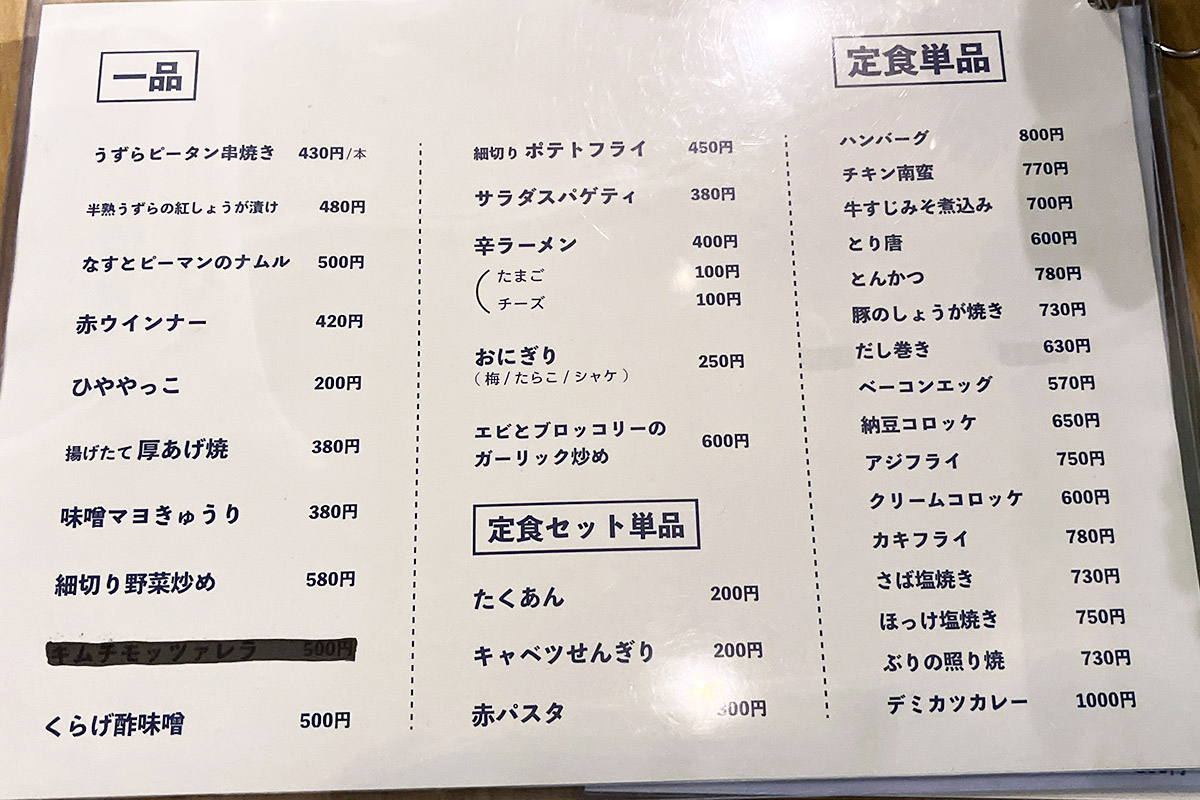 一品
うずらピータン串焼き 430円/本
半熟うずらの紅しょうが漬け 480円
なすとピーマンのナムル 500円
赤ウインナー 420円
ひややっこ 200円
揚げたて 厚あげ焼 380円
味噌マヨきゅうり 380円
細切り野菜炒め 580円
キムチモッツァレラ 500円
くらげ酢味噌 500円
細切り ポテトフライ 450円
サラダスパゲティ 380円
辛ラーメン 400円
たまご 100円
チーズ 100円
おにぎり 250円
(梅/たらこ/シャケ)
エビとブロッコリーの
ガーリック炒め 600円
定食セット単品
たくあん 200円
キャベツせんぎり 200円
赤パスタ 300円
定食単品
ハンバーグ 800円
チキン南蛮 770円
牛すじみそ煮込み 700円
とり唐 600円
とんかつ 780円
豚のしょうが焼き 730円
だし巻き 630円
ベーコンエッグ 570円
納豆コロッケ 650円
アジフライ 750円
クリームコロッケ 600円
カキフライ 780円
さば塩焼き 730円
ほっけ塩焼き 750円
ぶりの照り焼 730円
デミカツカレー 1000円